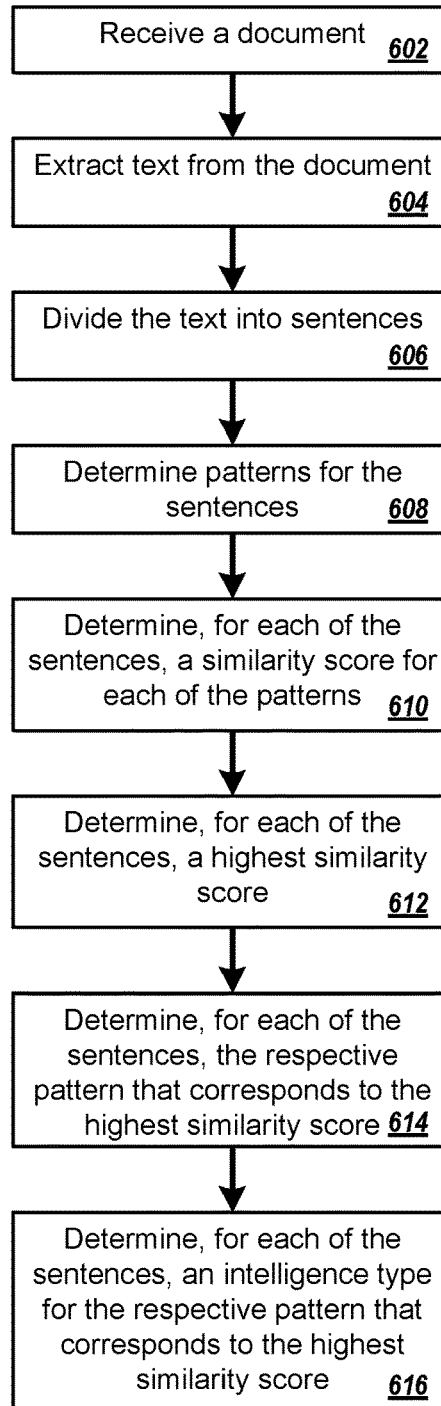 Receive a document
602
Extract text from the document
604
Divide the text into sentences
606
Determine patterns for the
sentences 608
Determine, for each of the
sentences, a similarity score for
each of the patterns 610
Determine, for each of the
sentences, a highest similarity
score
612
Determine, for each of the
sentences, the respective
pattern that corresponds to the
highest similarity score 614
Determine, for each of the
sentences, an intelligence type
for the respective pattern that
corresponds to the highest
similarity score 616